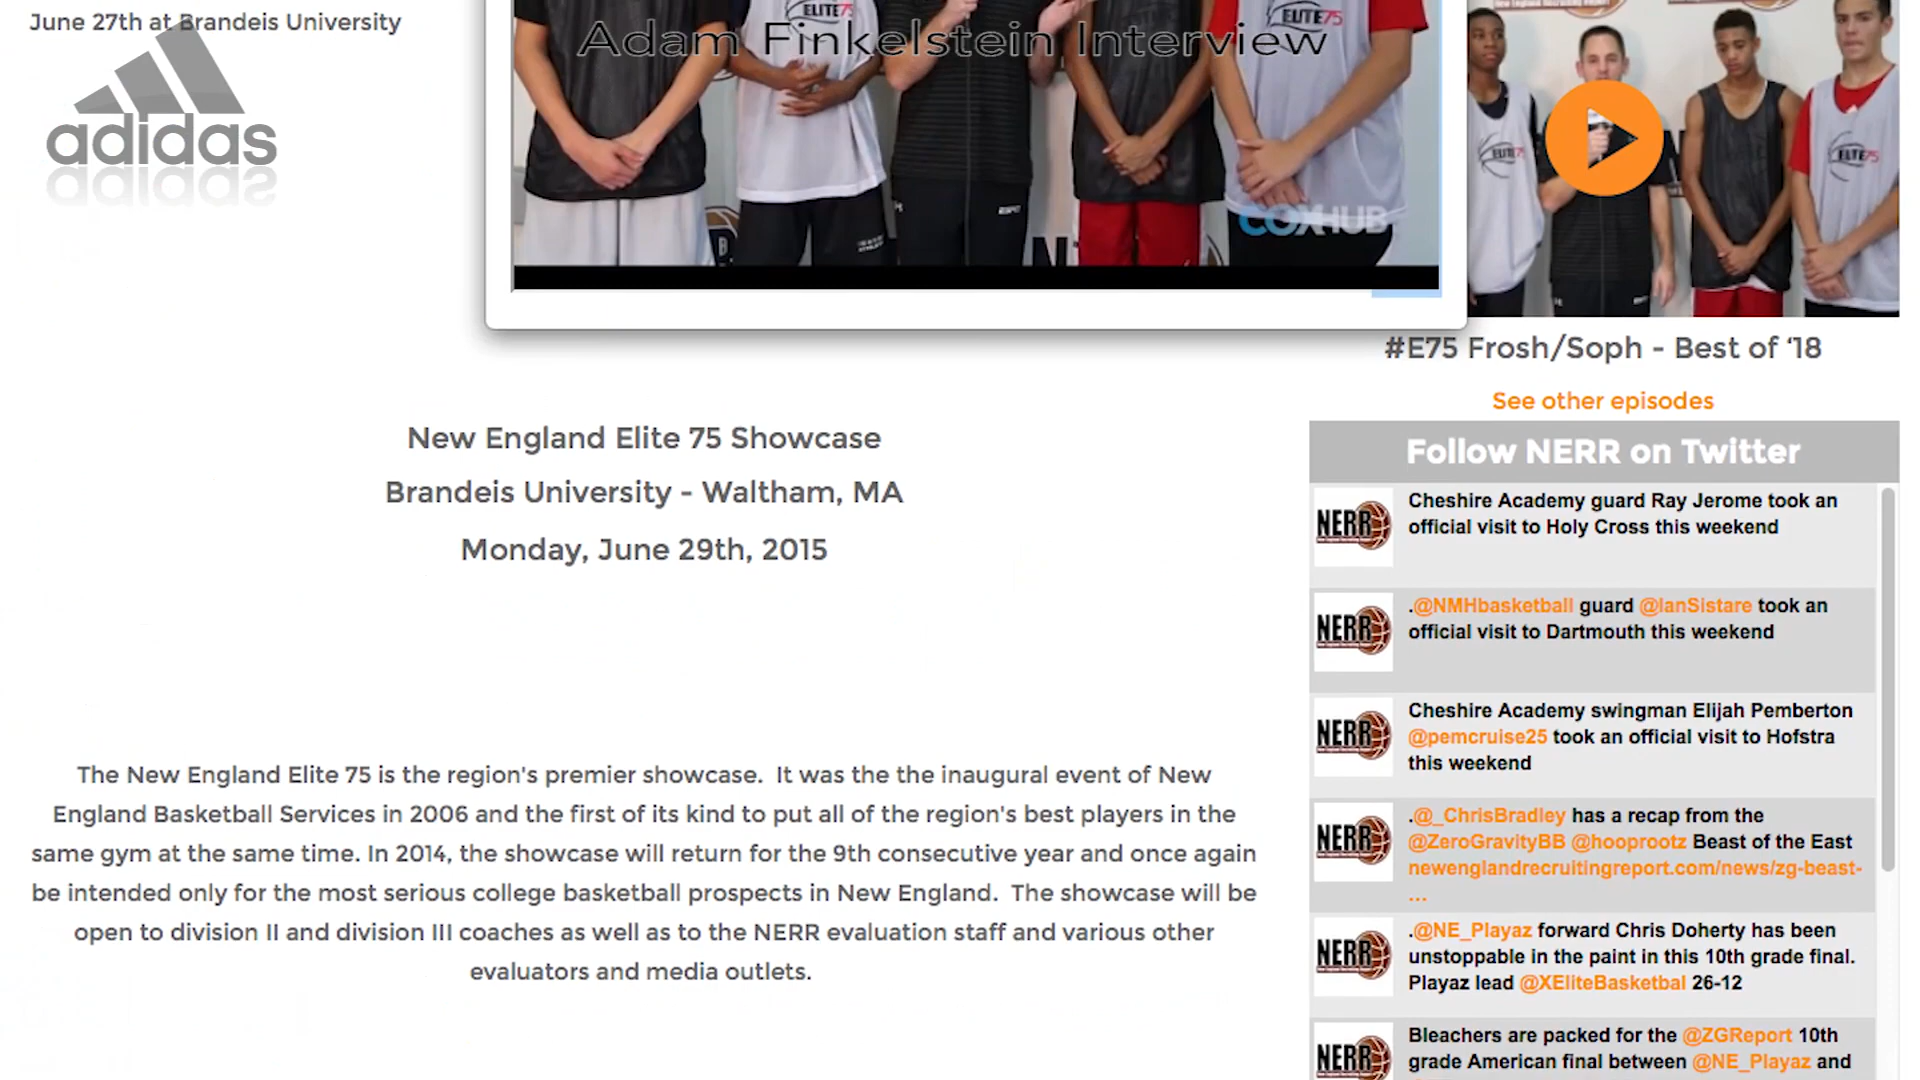 June 27th at Brandeis University
adidas
ELITE75
ELITE75
Adam Finkelstein Interview
COXHUB
ELITE75
ELITE75
#E75 Frosh/Soph - Best of ‘18
See other episodes
New England Elite 75 Showcase
Brandeis University - Waltham, MA
Monday, June 29th, 2015
The New England Elite 75 is the region's premier showcase.  It was the the inaugural event of New
England Basketball Services in 2006 and the first of its kind to put all of the region's best players in the
same gym at the same time. In 2014, the showcase will return for the 9th consecutive year and once again
be intended only for the most serious college basketball prospects in New England.  The showcase will be
open to division II and division III coaches as well as to the NERR evaluation staff and various other
evaluators and media outlets.
Follow NERR on Twitter
NERR
Cheshire Academy guard Ray Jerome took an
official visit to Holy Cross this weekend
NERR
.@NMHbasketball guard @IanSistare took an
official visit to Dartmouth this weekend
NERR
Cheshire Academy swingman Elijah Pemberton
@pemcruise25 took an official visit to Hofstra
this weekend
NERR
.@_ChrisBradley has a recap from the
@ZeroGravityBB @hooprootz Beast of the East
newenglandrecruitingreport.com/news/zg-beast-
...
NERR
.@NE_Playaz forward Chris Doherty has been
unstoppable in the paint in this 10th grade final.
Playaz lead @XEliteBasketbal 26-12
NERR
Bleachers are packed for the @ZGReport 10th
grade American final between @NE_Playaz and